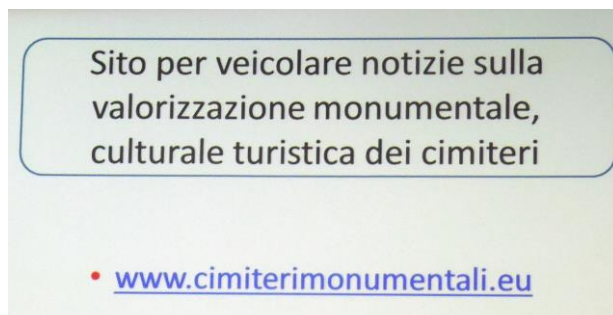 Sito per veicolare notizie sulla
valorizzazione monumentale,
culturale turistica dei cimiteri
• www.cimiterimonumentali.eu